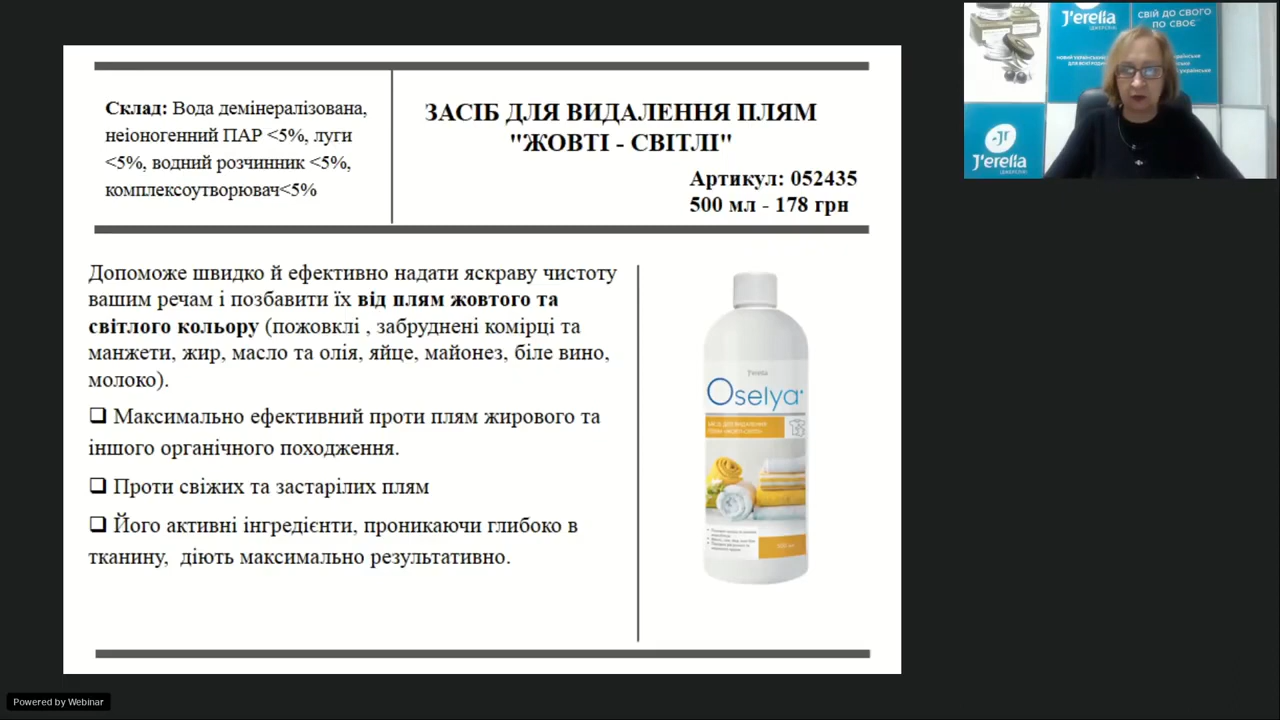 Склад: Вода демінералізована,
неіоногенний ПАР <5%, луги
<5%, водний розчинник <5%,
комплексоутворювач<5%
ЗАСІБ ДЛЯ ВИДАЛЕННЯ ПЛЯМ
"ЖОВТІ - СВІТЛІ"
Артикул: 052435
500 мл - 178 грн
Допоможе швидко й ефективно надати яскраву чистоту
вашим речам і позбавити їх від плям жовтого та
світлого кольору (пожовклі , забруднені комірці та
манжети, жир, масло та олія, яйце, майонез, біле вино,
молоко).
❑ Максимально ефективний проти плям жирового та
іншого органічного походження.
❑ Проти свіжих та застарілих плям
❑ Його активні інгредієнти, проникаючи глибоко в
тканину, діють максимально результативно.
J'erelia
Oselya
500 мл
J'erelia
ЦЖЕРЕЛІЯ
СВІЙ ДО СВОГО
ПО СВОЄ
J'erelia
Powered by Webinar